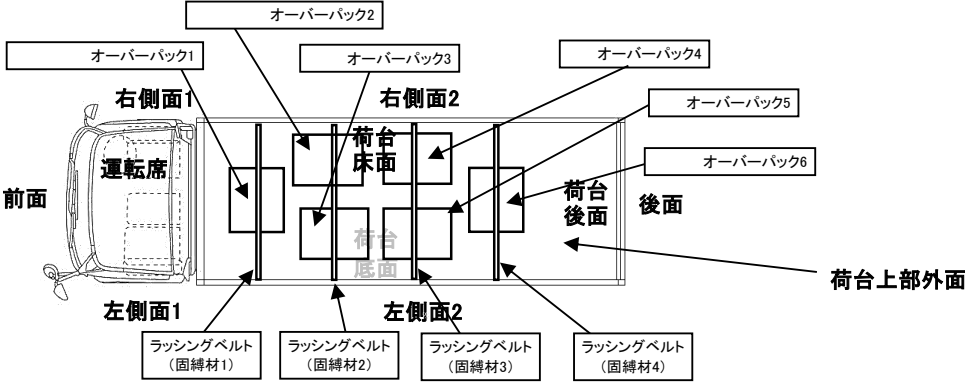 オーバーパック2
オーバーパック1
オーバーパック3
オーバーパック4
右側面1
右側面2
オーバーパック5
荷台
床面
運転席
オーバーパック6
前面
荷台
後面
後面
荷台
底面
荷台上部外面
左側面1
左側面2
ラッシングベルト
(固縛材1)
ラッシングベルト
(固縛材2)
ラッシングベルト
(固縛材3)
ラッシングベルト
(固縛材4)